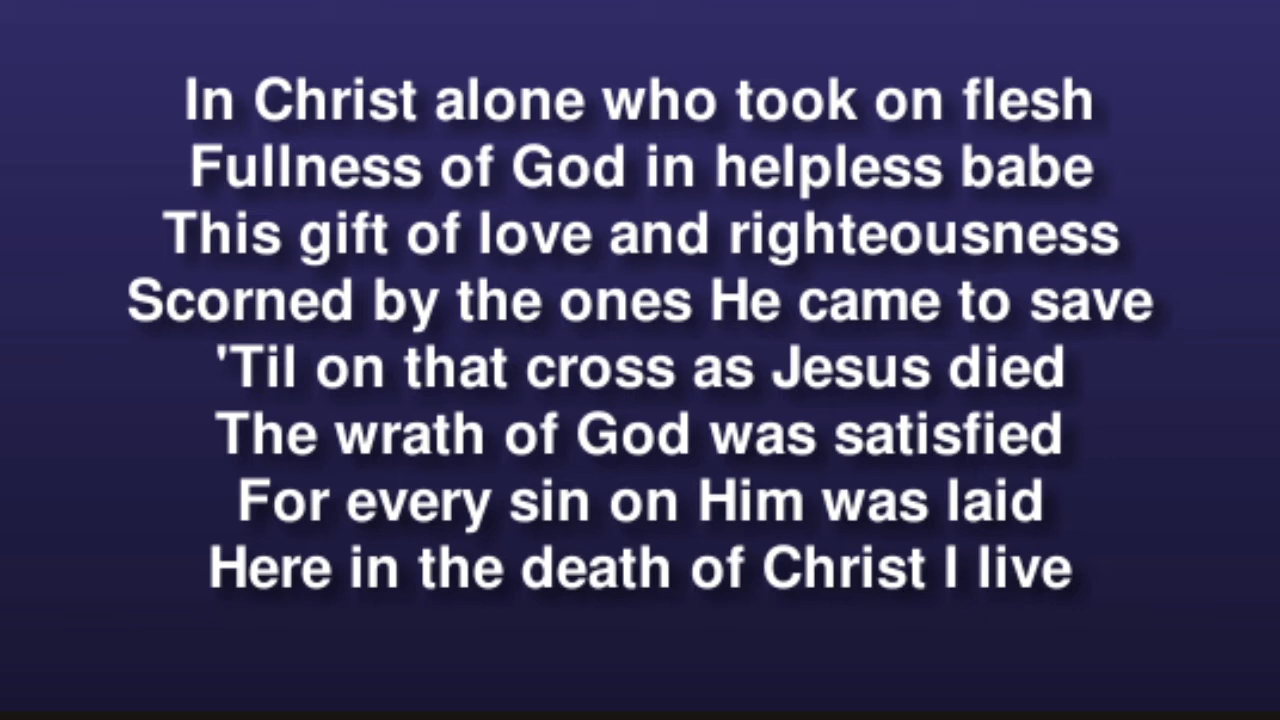 In Christ alone who took on flesh
Fullness of God in helpless babe
This gift of love and righteousness
Scorned by the ones He came to save
'Til on that cross as Jesus died
The wrath of God was satisfied
For every sin on Him was laid
Here in the death of Christ I live